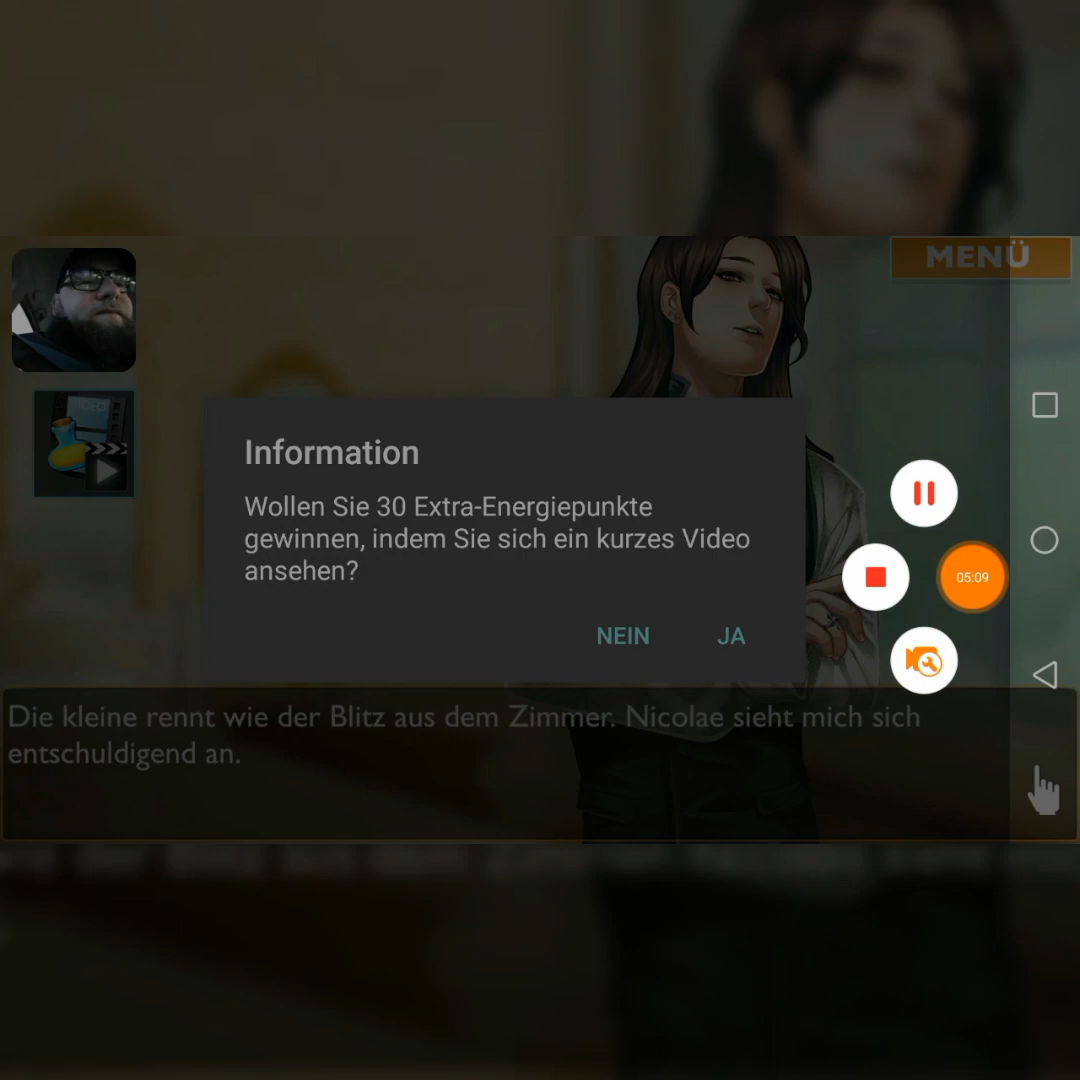 MENÜ
VIDEO
Information
Wollen Sie 30 Extra-Energiepunkte
gewinnen, indem Sie sich ein kurzes Video
ansehen?
NEIN JA
05:09
Die kleine rennt wie der Blitz aus dem Zimmer. Nicolae sieht mich sich
entschuldigend an.